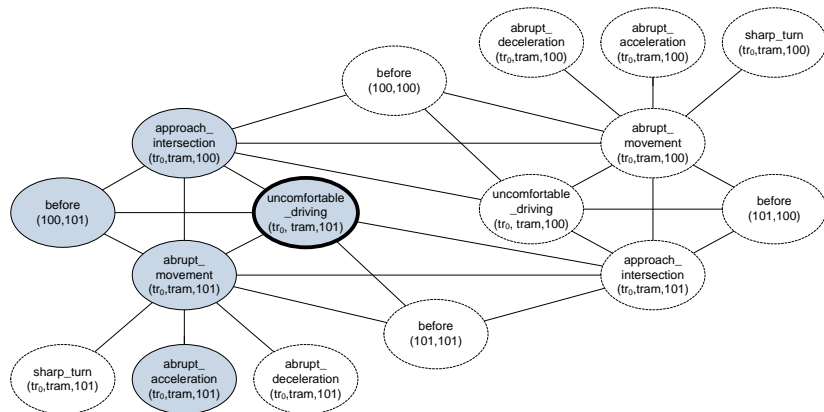 abrupt_
deceleration
(tr₀,tram,100)
abrupt_
acceleration
(tr₀,tram,100)
sharp_turn
(tr₀,tram,100)
before
(100,100)
approach_
intersection
(tr₀,tram,100)
abrupt_
movement
(tr₀,tram,100)
before
(100,101)
uncomfortable
_driving
(tr₀, tram,101)
uncomfortable
_driving
(tr₀, tram,100)
before
(101,100)
abrupt_
movement
(tr₀,tram,101)
approach_
intersection
(tr₀,tram,101)
before
(101,101)
sharp_turn
(tr₀,tram,101)
abrupt_
acceleration
(tr₀,tram,101)
abrupt_
deceleration
(tr₀,tram,101)